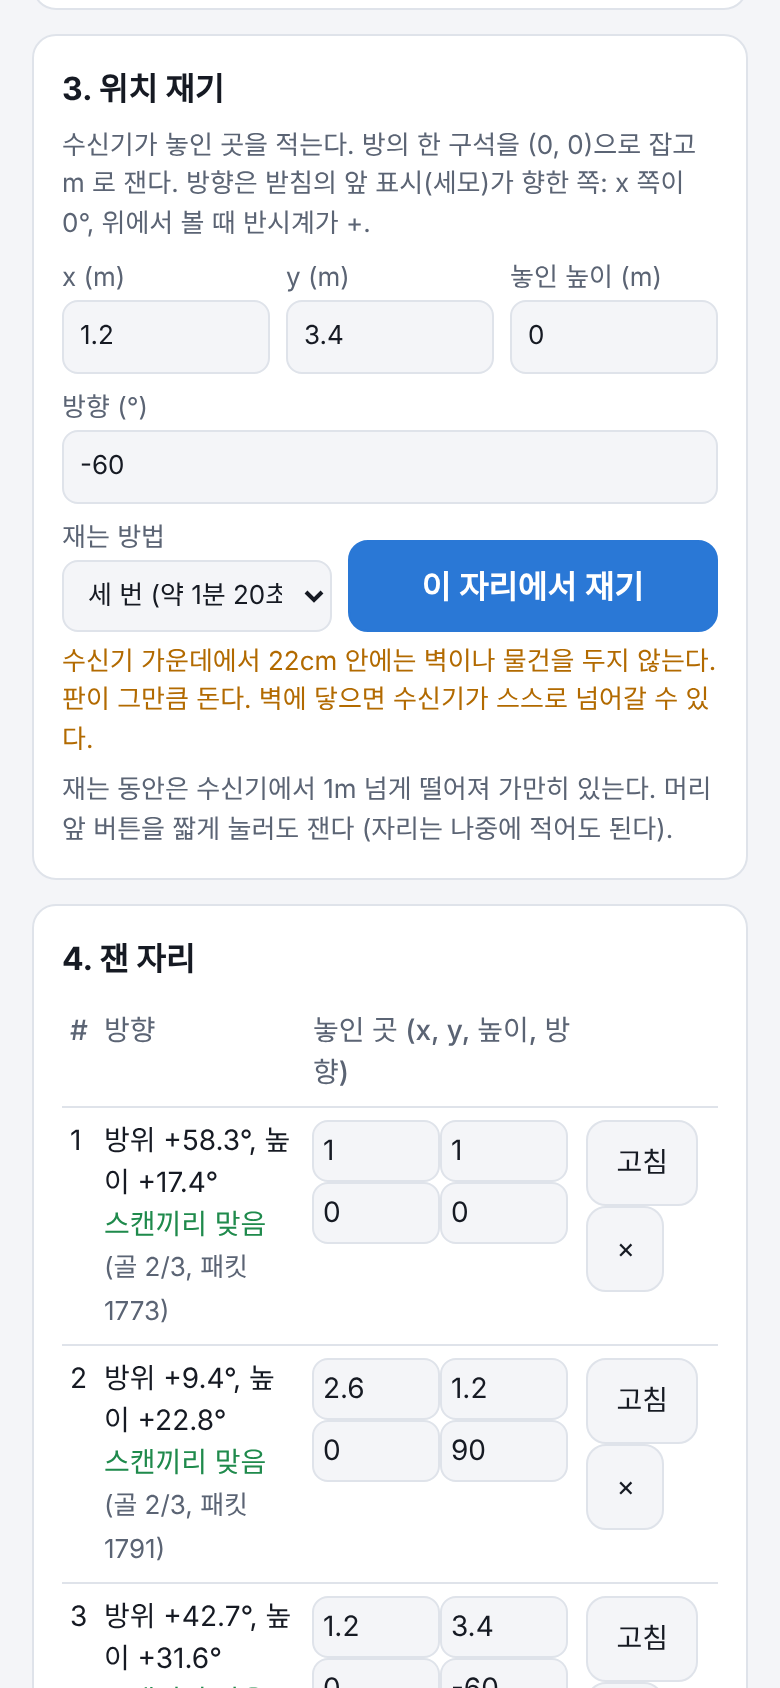 3. 위치 재기
수신기가 놓인 곳을 적는다. 방의 한 구석을 (0, 0)으로 잡고
m 로 잰다. 방향은 받침의 앞 표시(세모)가 향한 쪽: x 쪽이
0°, 위에서 볼 때 반시계가 +.
x (m) y (m) 놓인 높이 (m)
1.2 3.4 0
방향 (°)
-60
재는 방법
세 번 (약 1분 20초 이 자리에서 재기
수신기 가운데에서 22cm 안에는 벽이나 물건을 두지 않는다.
판이 그만큼 돈다. 벽에 닿으면 수신기가 스스로 넘어갈 수 있
다.
재는 동안은 수신기에서 1m 넘게 떨어져 가만히 있는다. 머리
앞 버튼을 짧게 눌러도 잰다 (자리는 나중에 적어도 된다).
4. 잰 자리
# 방향 놓인 곳 (x, y, 높이, 방
향)
1 방위 +58.3°, 높 1 1 고침
이 +17.4° 0 0
스캔끼리 맞음 ×
(골 2/3, 패킷
1773)
2 방위 +9.4°, 높 2.6 1.2 고침
이 +22.8° 0 90
스캔끼리 맞음 ×
(골 2/3, 패킷
1791)
3 방위 +42.7°, 높 1.2 3.4 고침
이 +31.6° 0 -60